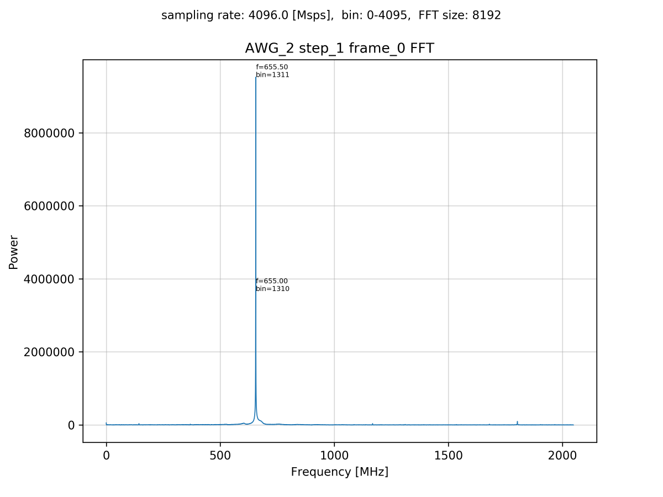 sampling rate: 4096.0 [Msps],  bin: 0-4095,  FFT size: 8192
AWG_2 step_1 frame_0 FFT
f=655.50
bin=1311
8000000
6000000
f=655.00
bin=1310
4000000
2000000
0
Power
0
500
1000
1500
2000
Frequency [MHz]